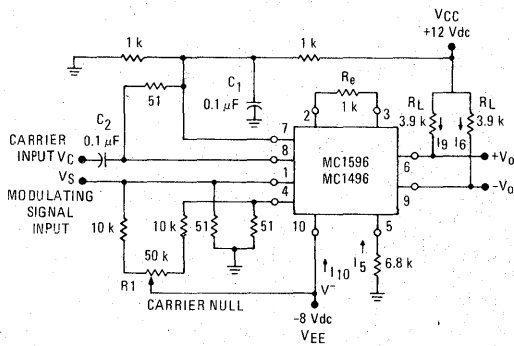 VCC
+12 Vdc
1 k
1 k
51
C1
0.1 µF
Re
1 k
RL
3.9 k
RL
3.9 k
I9
I6
C2
0.1 µF
CARRIER
INPUT VC
VS
MODULATING
SIGNAL
INPUT
2
3
7
8
1
4
10
5
6
9
MC1596
MC1496
+Vo
-Vo
10 k
10 k
51
51
50 k
R1
CARRIER NULL
I10
I5
6.8 k
V-
-8 Vdc
VEE